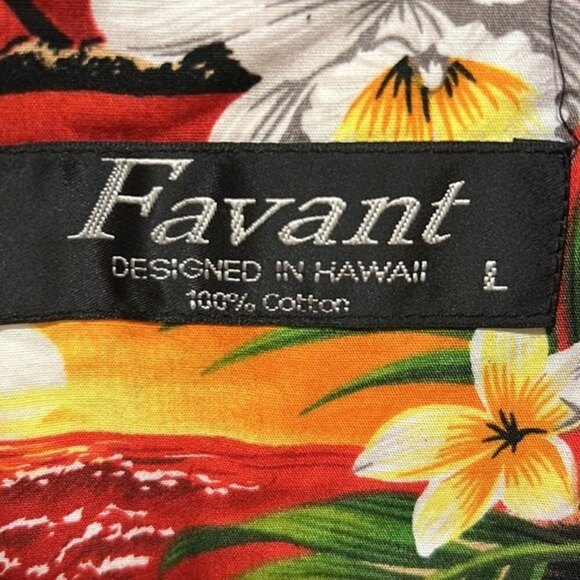 Favant
DESIGNED IN HAWAII L
100% Cotton